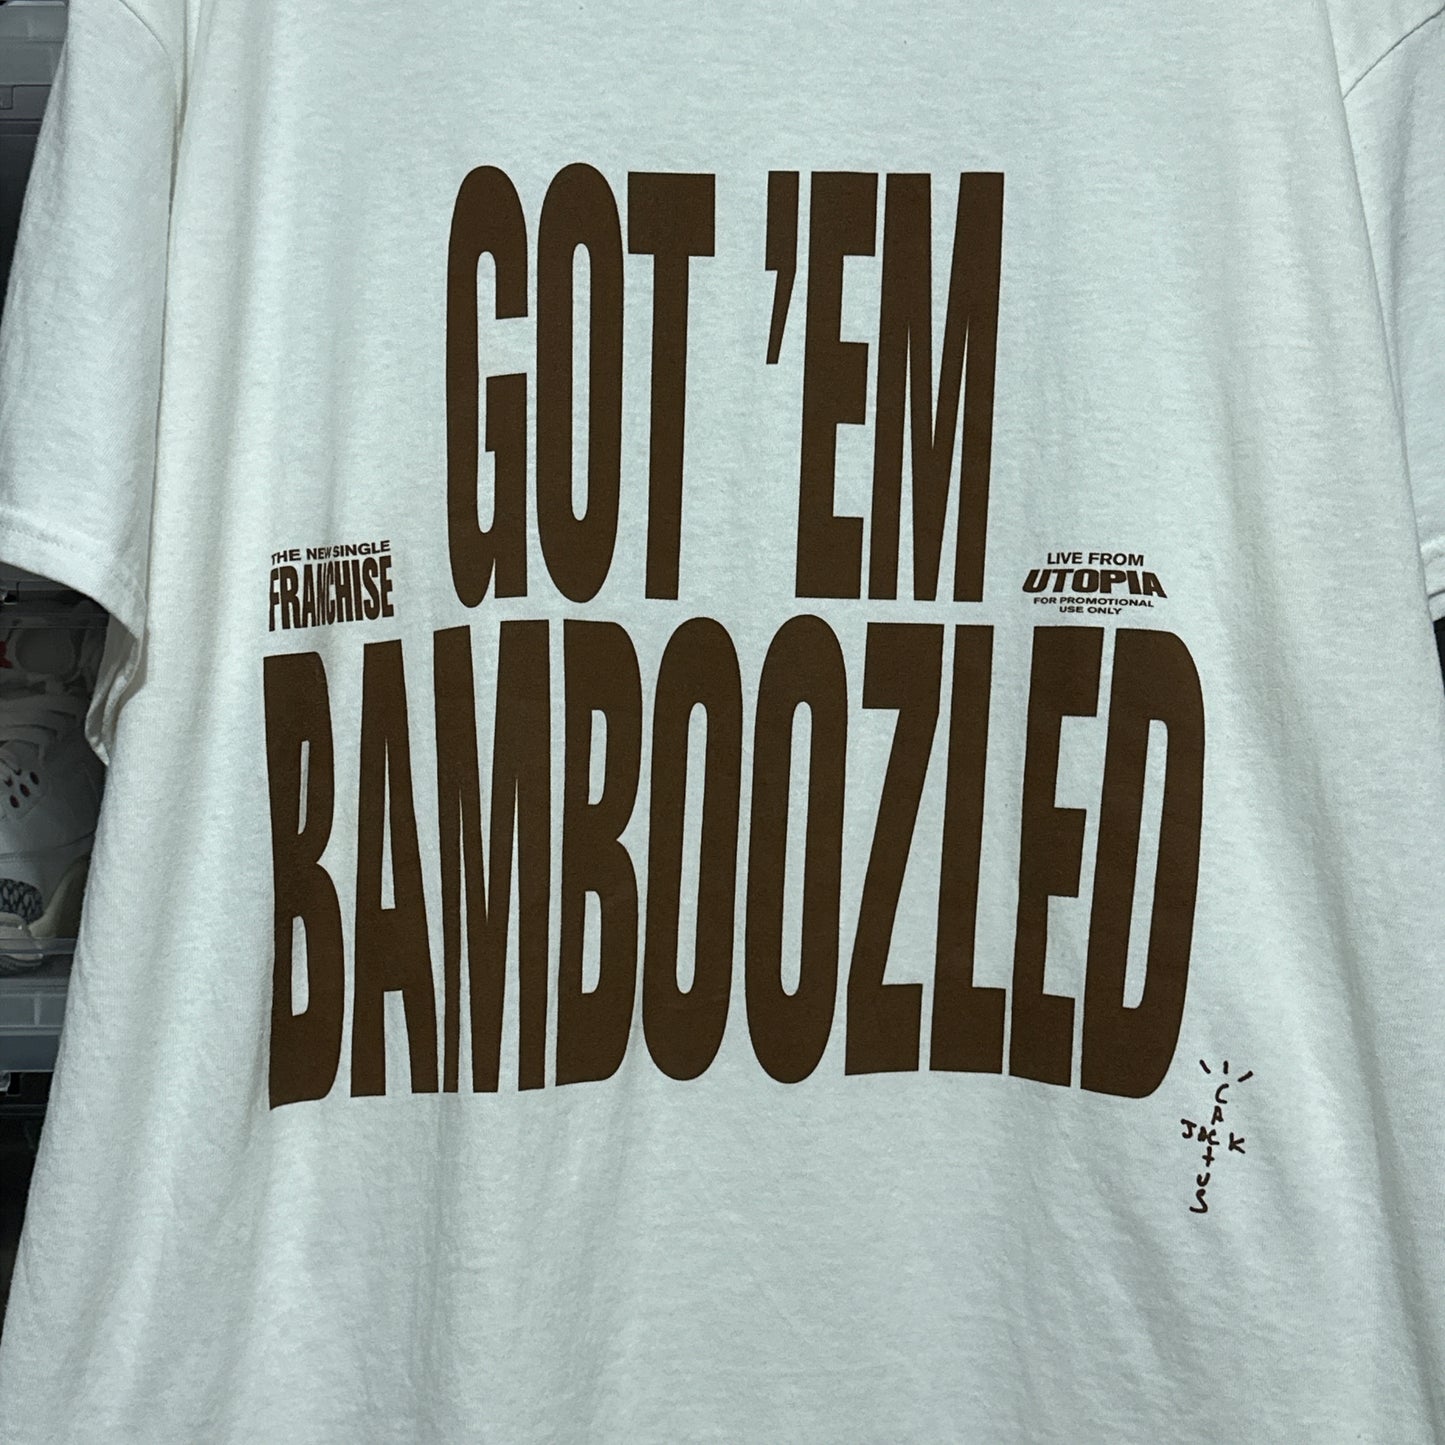 GOT 'EM
THE NEW SINGLE
FRANCHISE
LIVE FROM
UTOPIA
FOR PROMOTIONAL
USE ONLY
BAMBOOZLED
CACTUS
JACK